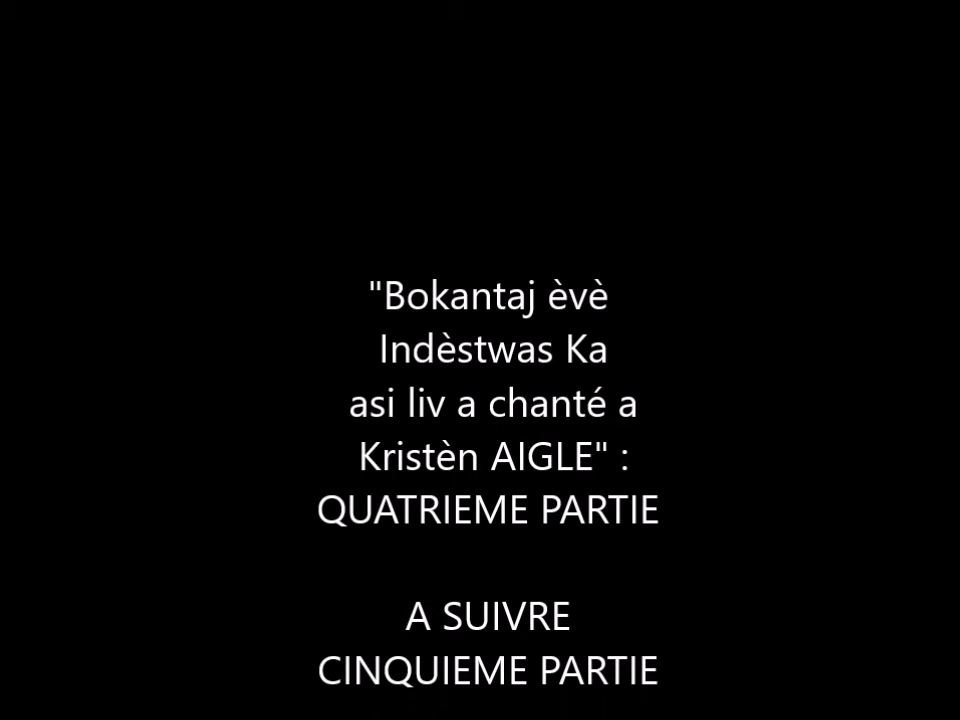 "Bokantaj èvè
Indèstwas Ka
asi liv a chanté a
Kristèn AIGLE" :
QUATRIEME PARTIE
A SUIVRE
CINQUIEME PARTIE